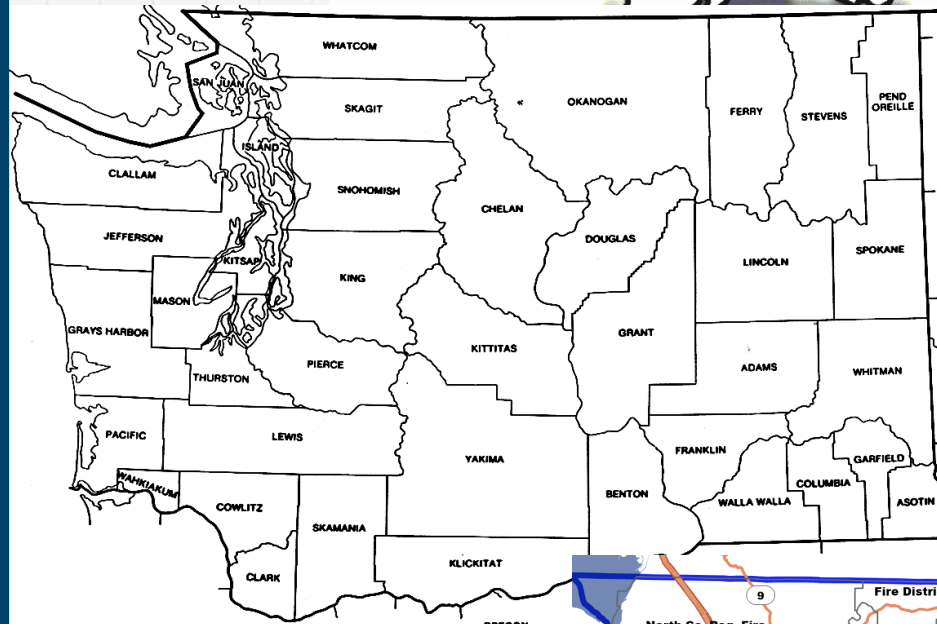 WHATCOM
SAN JUAN
SKAGIT
OKANOGAN
FERRY
STEVENS
PEND
OREILLE
ISLAND
CLALLAM
SNOHOMISH
CHELAN
JEFFERSON
KITSAP
KING
DOUGLAS
LINCOLN
SPOKANE
MASON
GRAYS HARBOR
THURSTON
PIERCE
KITTITAS
GRANT
ADAMS
WHITMAN
PACIFIC
LEWIS
YAKIMA
FRANKLIN
GARFIELD
WAHKIAKUM
COWLITZ
SKAMANIA
BENTON
WALLA WALLA
COLUMBIA
ASOTIN
CLARK
KLICKITAT
9
Fire Distri